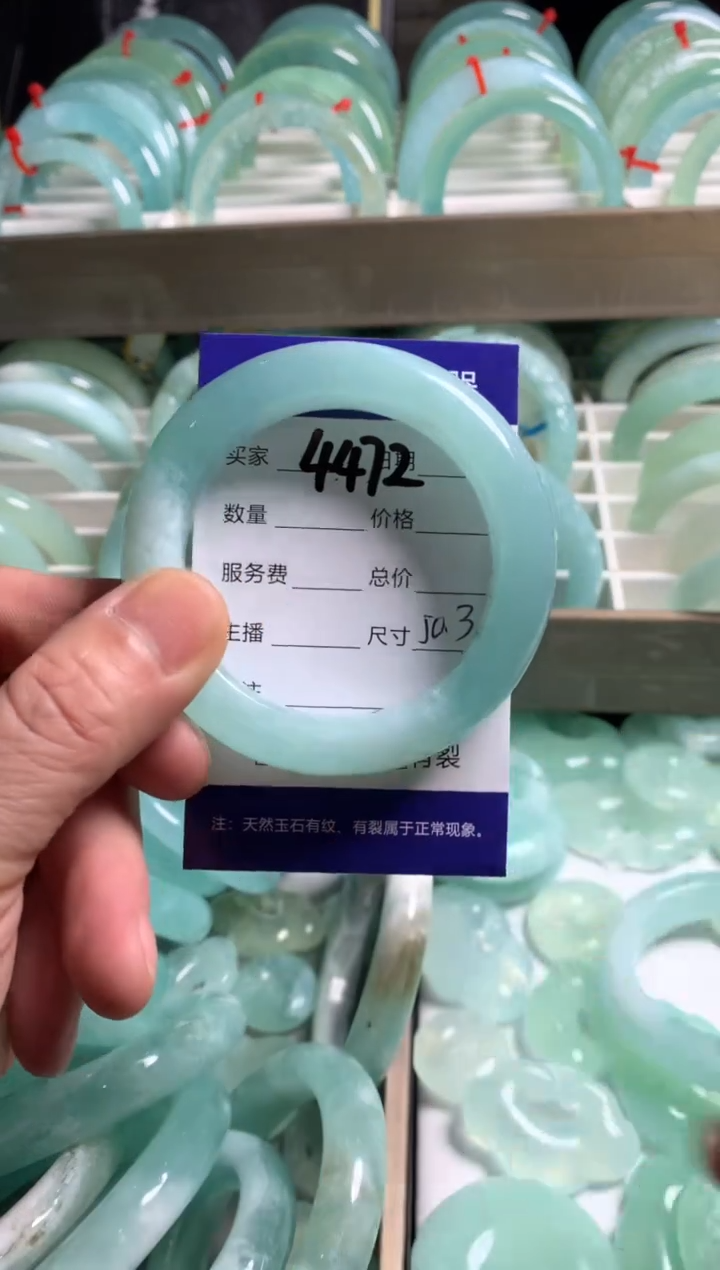 买家 4472 日期
数量 价格
服务费 总价
主播 尺寸 50.3
有裂
注：天然玉石有纹，有裂属于正常现象。